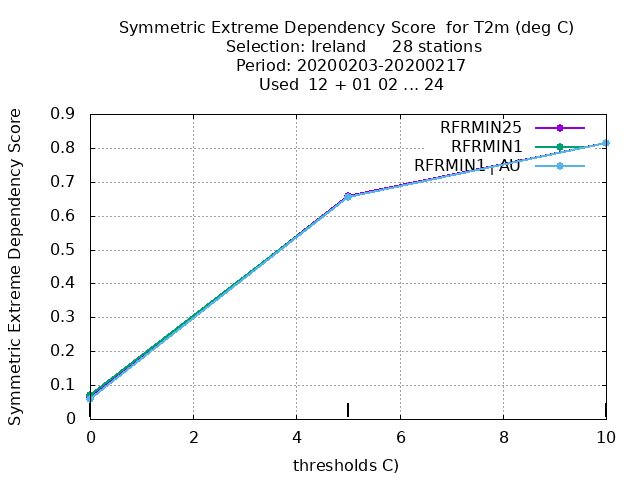 Symmetric Extreme Dependency Score for T2m (deg C)
Selection: Ireland 28 stations
Period: 20200203-20200217
Used 12 + 01 02 ... 24
Symmetric Extreme Dependency Score
0.9
0.8
0.7
0.6
0.5
0.4
0.3
0.2
0.1
0
RFRMIN25
RFRMIN1
RFRMIN1_AU
0 2 4 6 8 10
thresholds C)